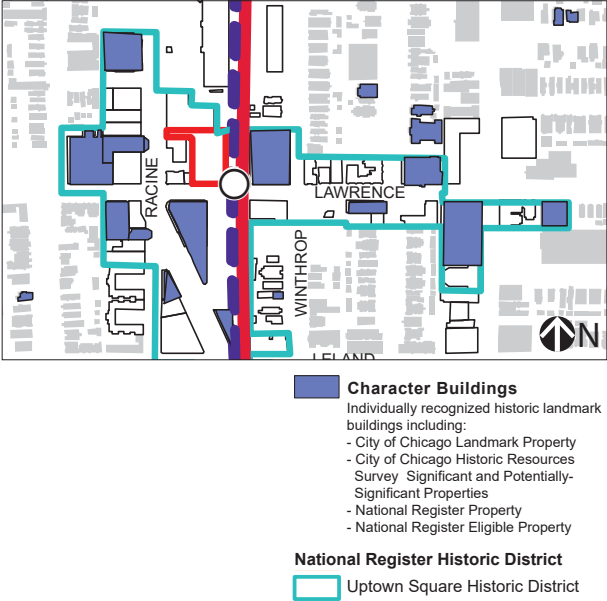 RACINE
LAWRENCE
WINTHROP
LELAND
N
Character Buildings
Individually recognized historic landmark
buildings including:
- City of Chicago Landmark Property
- City of Chicago Historic Resources
Survey Significant and Potentially-
Significant Properties
- National Register Property
- National Register Eligible Property
National Register Historic District
Uptown Square Historic District